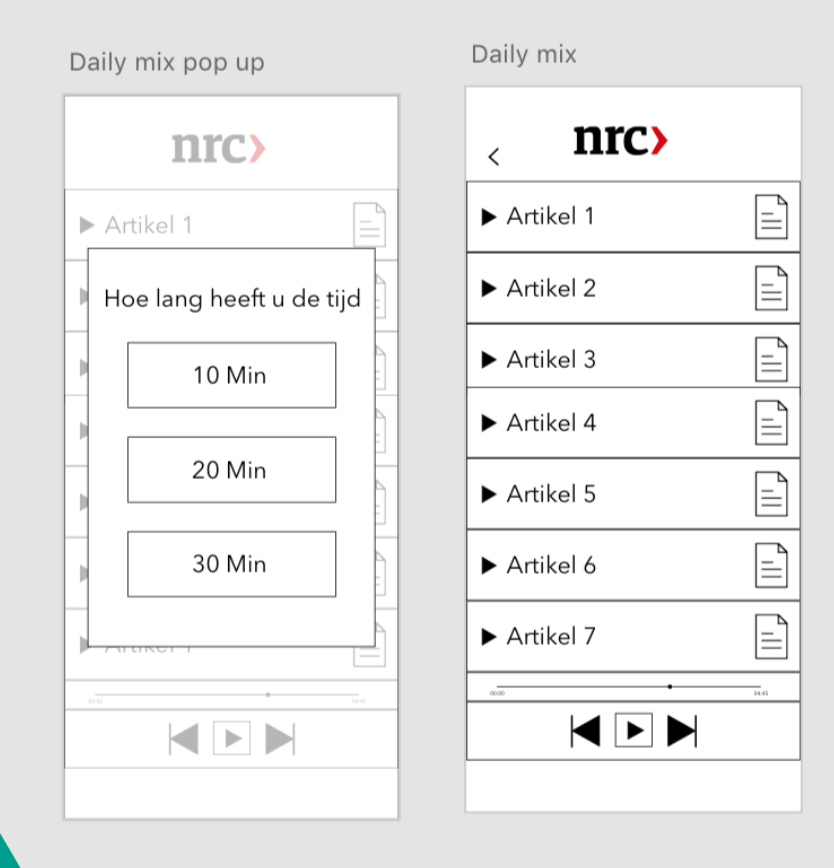 Daily mix pop up
nrc
Artikel 1
Hoe lang heeft u de tijd
10 Min
20 Min
30 Min
00:00
04:45
Daily mix
<
nrc
Artikel 1
Artikel 2
Artikel 3
Artikel 4
Artikel 5
Artikel 6
Artikel 7
00:00
04:45